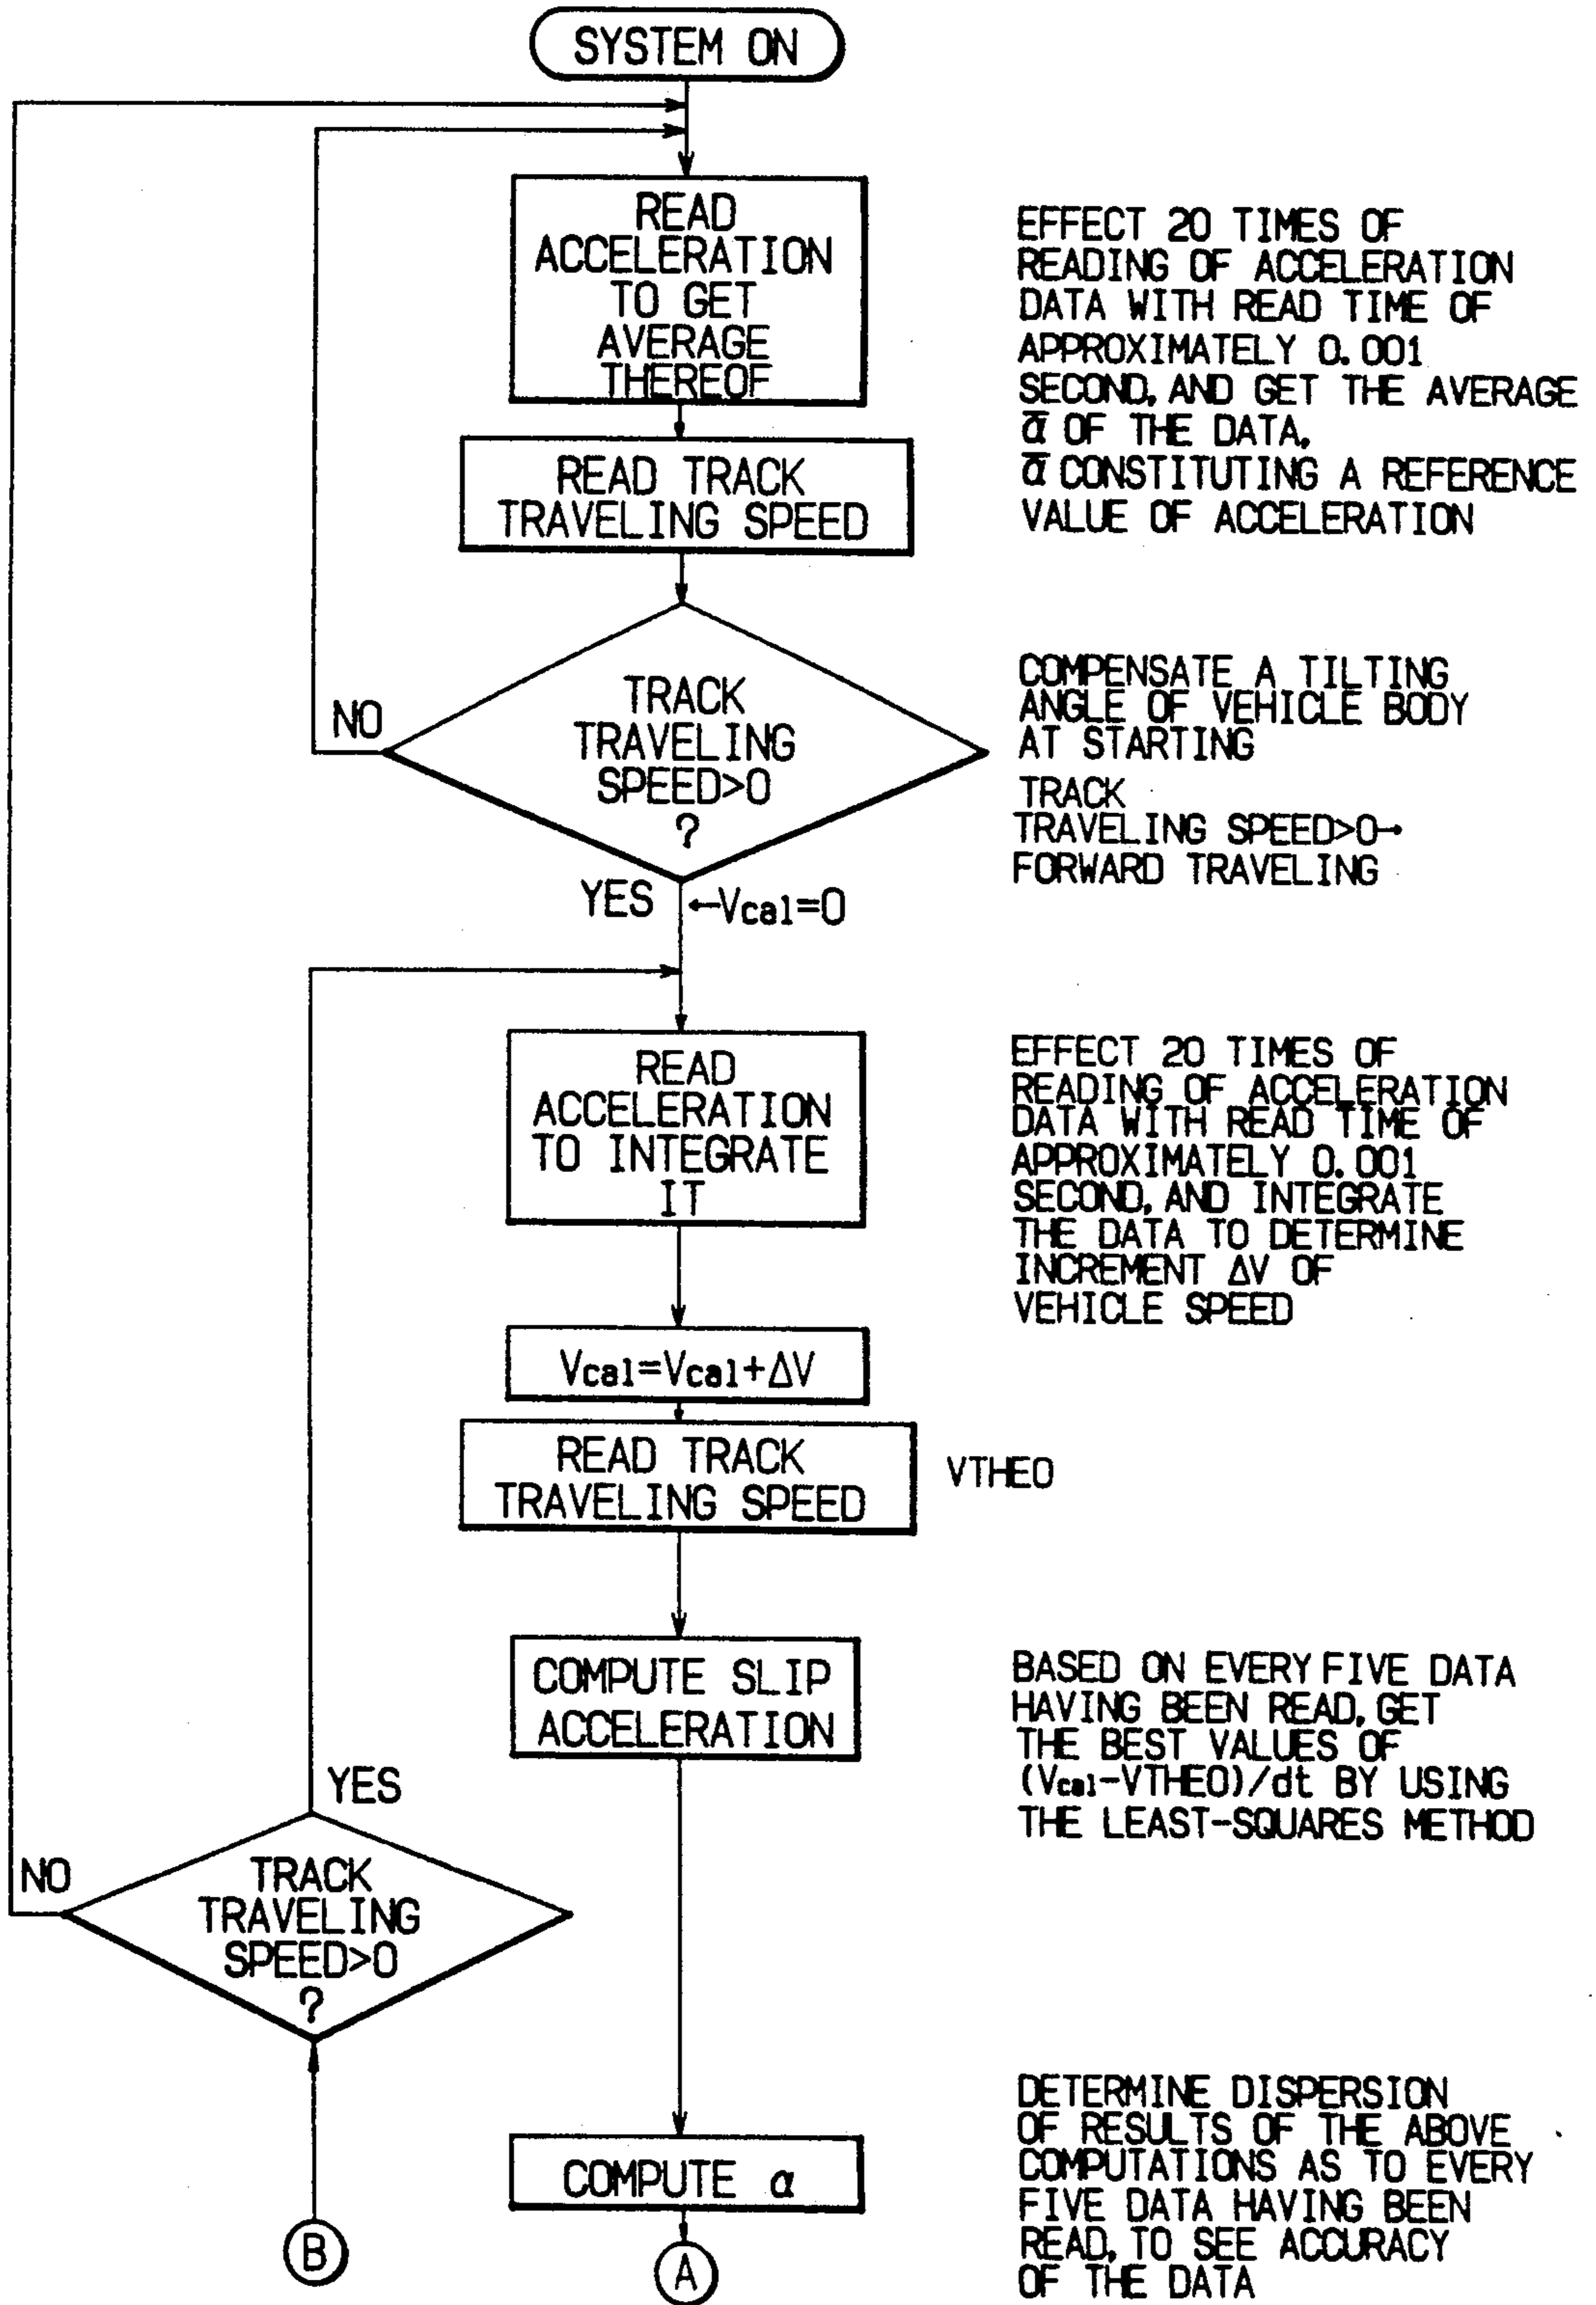 SYSTEM ON
READ
ACCELERATION
TO GET
AVERAGE
THEREOF
EFFECT 20 TIMES OF
READING OF ACCELERATION
DATA WITH READ TIME OF
APPROXIMATELY 0.001
SECOND, AND GET THE AVERAGE
ᾱ OF THE DATA,
ᾱ CONSTITUTING A REFERENCE
VALUE OF ACCELERATION
READ TRACK
TRAVELING SPEED
TRACK
TRAVELING
SPEED>0
?
NO
YES
COMPENSATE A TILTING
ANGLE OF VEHICLE BODY
AT STARTING
TRACK
TRAVELING SPEED>0→
FORWARD TRAVELING
←Vcal=0
READ
ACCELERATION
TO INTEGRATE
IT
EFFECT 20 TIMES OF
READING OF ACCELERATION
DATA WITH READ TIME OF
APPROXIMATELY 0.001
SECOND, AND INTEGRATE
THE DATA TO DETERMINE
INCREMENT ΔV OF
VEHICLE SPEED
Vcal=Vcal+ΔV
READ TRACK
TRAVELING SPEED
VTHEO
COMPUTE SLIP
ACCELERATION
BASED ON EVERY FIVE DATA
HAVING BEEN READ, GET
THE BEST VALUES OF
(Vcal-VTHEO)/dt BY USING
THE LEAST-SQUARES METHOD
YES
NO
TRACK
TRAVELING
SPEED>0
?
COMPUTE α
DETERMINE DISPERSION
OF RESULTS OF THE ABOVE
COMPUTATIONS AS TO EVERY
FIVE DATA HAVING BEEN
READ, TO SEE ACCURACY
OF THE DATA
B
A